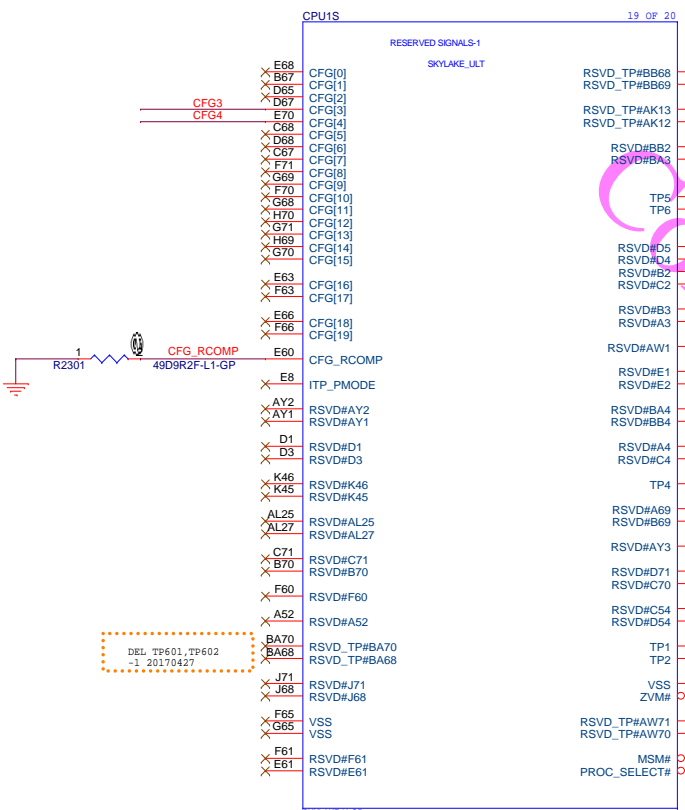 CPU1S 19 OF 20
RESERVED SIGNALS-1
SKYLAKE_ULT
E68 CFG[0] RSVD_TP#BB68
B67 CFG[1] RSVD_TP#BB69
D65 CFG[2]
CFG3 D67 CFG[3] RSVD_TP#AK13
CFG4 E70 CFG[4] RSVD_TP#AK12
C68 CFG[5]
D68 CFG[6] RSVD#BB2
C67 CFG[7] RSVD#BA3
F71 CFG[8]
G69 CFG[9]
F70 CFG[10] TP5
G68 CFG[11] TP6
H70 CFG[12]
G71 CFG[13]
H69 CFG[14] RSVD#D5
G70 CFG[15] RSVD#D4
RSVD#B2
E63 CFG[16] RSVD#C2
F63 CFG[17]
RSVD#B3
E66 CFG[18] RSVD#A3
F66 CFG[19]
RSVD#AW1
1 2 CFG_RCOMP E60 CFG_RCOMP
R2301 49D9R2F-L1-GP
RSVD#E1
E8 ITP_PMODE RSVD#E2
AY2 RSVD#AY2 RSVD#BA4
AY1 RSVD#AY1 RSVD#BB4
D1 RSVD#D1 RSVD#A4
D3 RSVD#D3 RSVD#C4
K46 RSVD#K46 TP4
K45 RSVD#K45
RSVD#A69
AL25 RSVD#AL25 RSVD#B69
AL27 RSVD#AL27
RSVD#AY3
C71 RSVD#C71
B70 RSVD#B70 RSVD#D71
RSVD#C70
F60 RSVD#F60
RSVD#C54
A52 RSVD#A52 RSVD#D54
BA70 RSVD_TP#BA70 TP1
BA68 RSVD_TP#BA68 TP2
DEL TP601,TP602
-1 20170427
J71 RSVD#J71 VSS
J68 RSVD#J68 ZVM#
F65 VSS RSVD_TP#AW71
G65 VSS RSVD_TP#AW70
F61 RSVD#F61 MSM#
E61 RSVD#E61 PROC_SELECT#